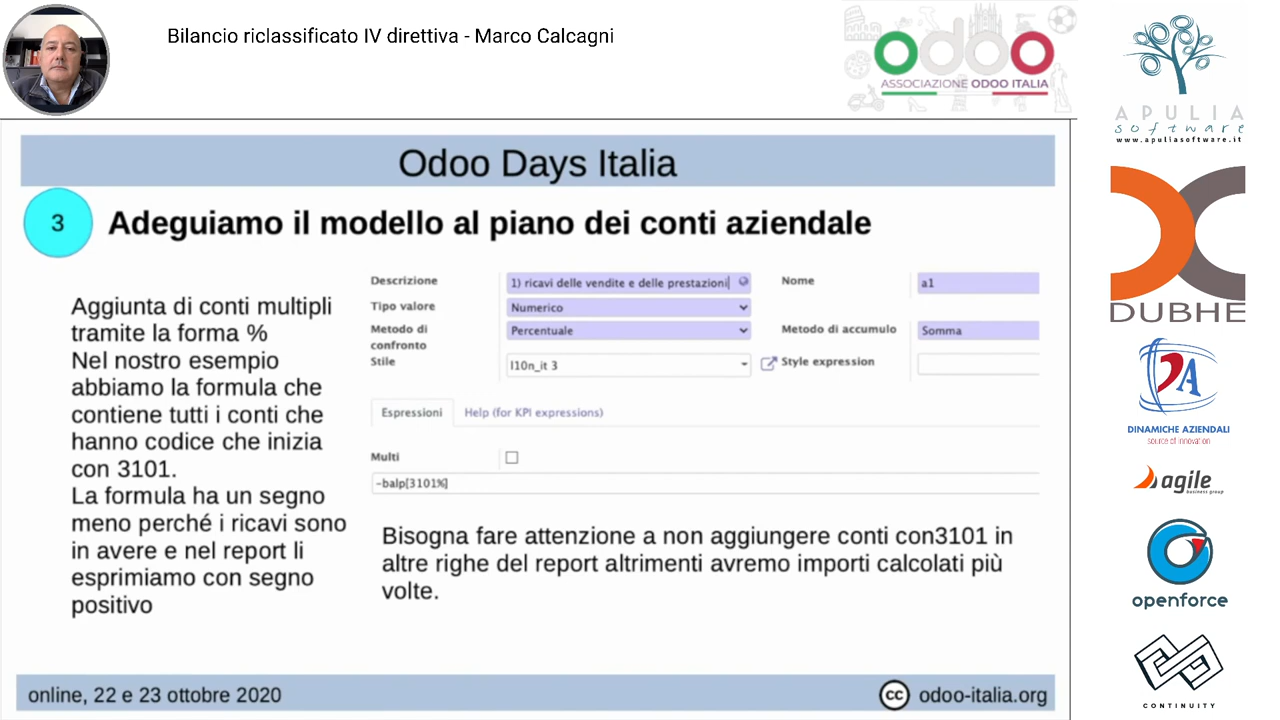 Bilancio riclassificato IV direttiva - Marco Calcagni
odoo
ASSOCIAZIONE ODOO ITALIA
APULIA
software
www.apuliasoftware.it
DUBHE
DINAMICHE AZIENDALI
source of innovation
agile
business group
openforce
CONTINUITY
Odoo Days Italia
3
Adeguiamo il modello al piano dei conti aziendale
Aggiunta di conti multipli
tramite la forma %
Nel nostro esempio
abbiamo la formula che
contiene tutti i conti che
hanno codice che inizia
con 3101.
La formula ha un segno
meno perché i ricavi sono
in avere e nel report li
esprimiamo con segno
positivo
Descrizione 1) ricavi delle vendite e delle prestazioni Nome a1
Tipo valore Numerico
Metodo di confronto Percentuale Metodo di accumulo Somma
Stile l10n_it 3 Style expression
Espressioni Help (for KPI expressions)
Multi
-balp[3101%]
Bisogna fare attenzione a non aggiungere conti con3101 in
altre righe del report altrimenti avremo importi calcolati più
volte.
online, 22 e 23 ottobre 2020
cc odoo-italia.org